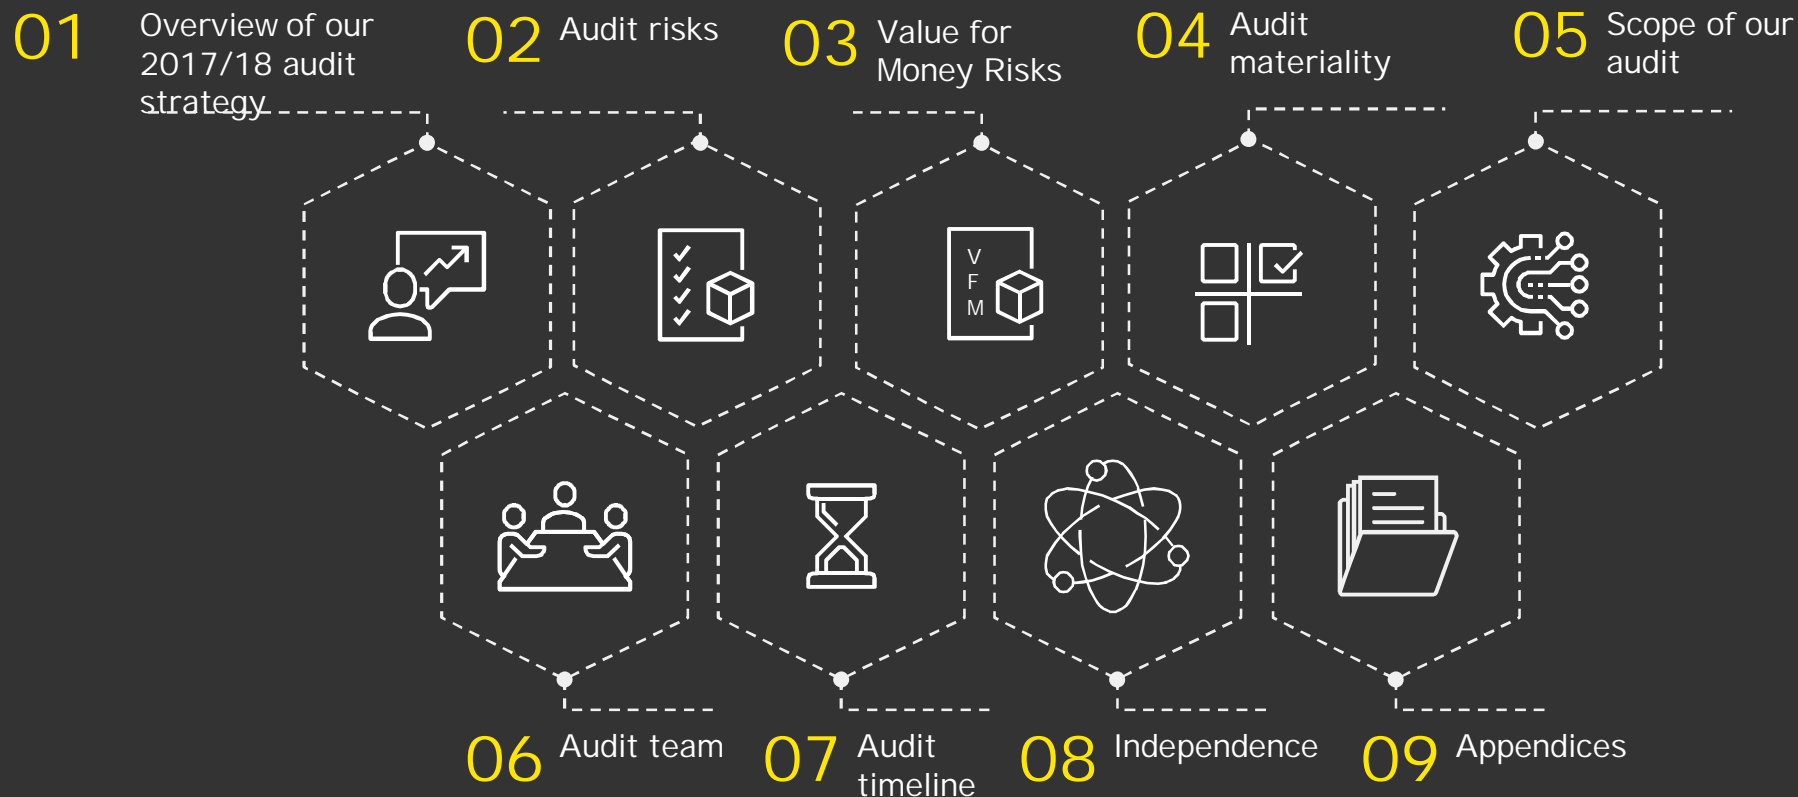 01
Overview of our
2017/18 audit
strategy
02
Audit risks
03
Value for
Money Risks
04
Audit
materiality
05
Scope of our
audit
V
F
M
06
Audit team
07
Audit
timeline
08
Independence
09
Appendices